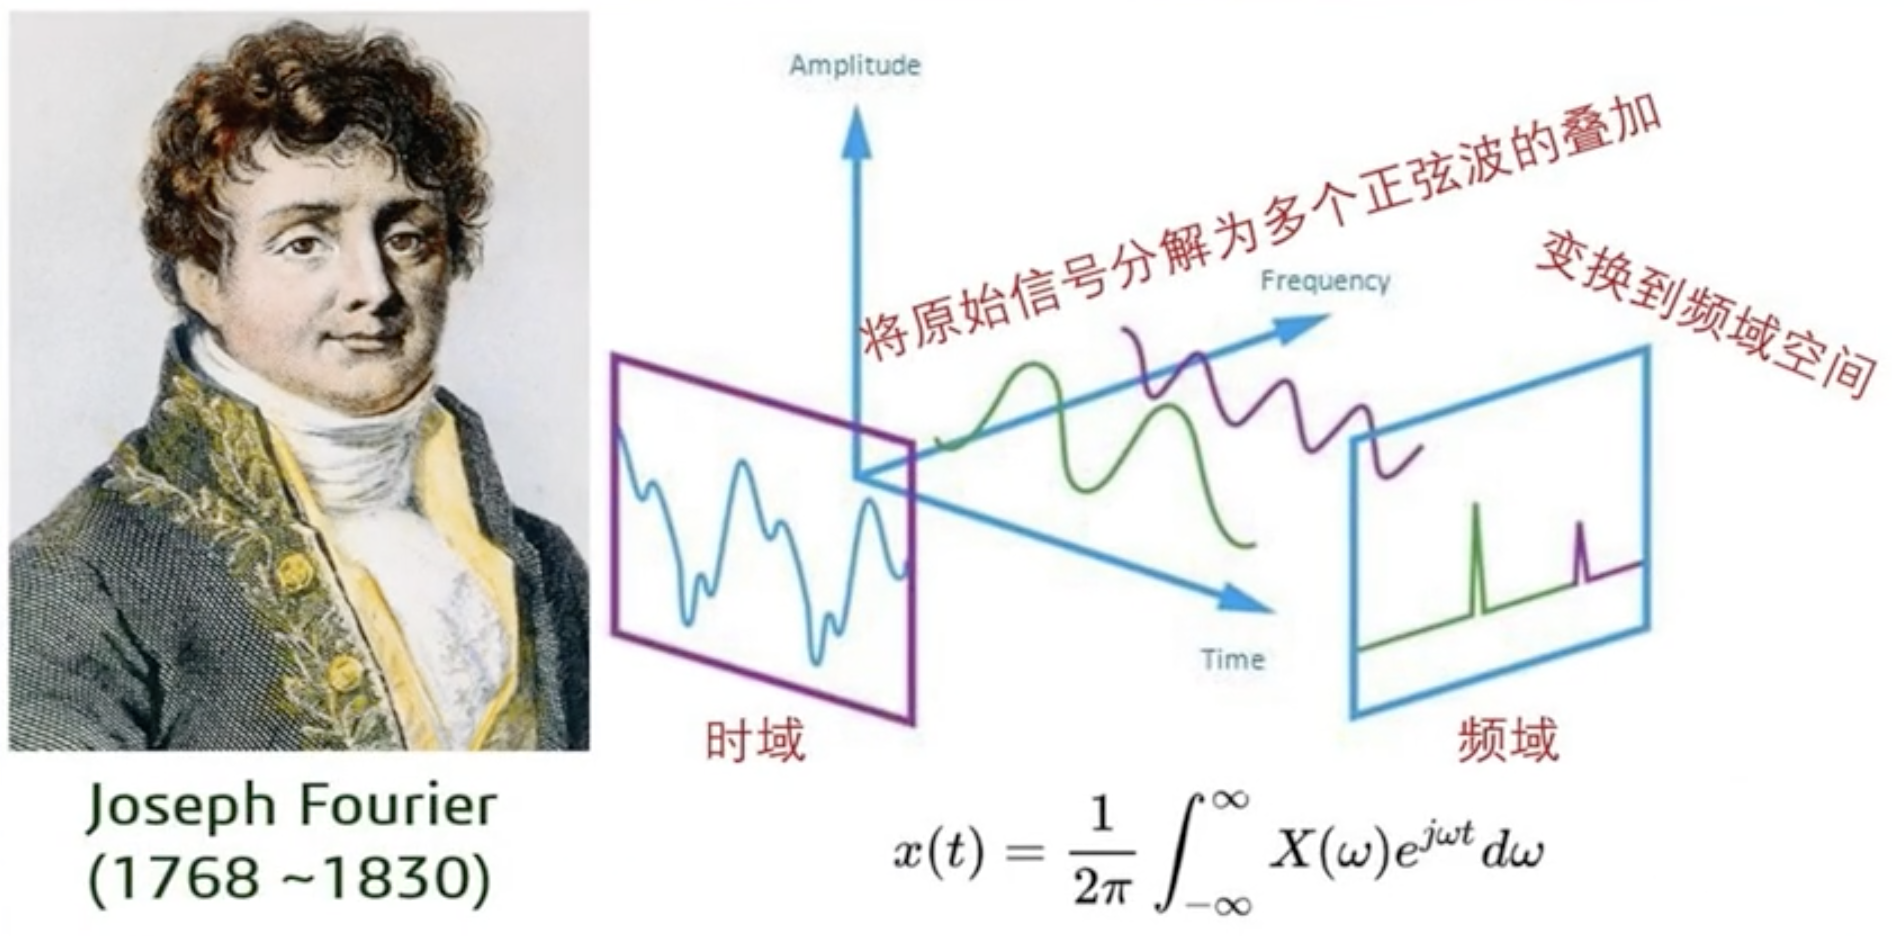 Joseph Fourier
(1768 ~1830)
Amplitude
将原始信号分解为多个正弦波的叠加
Frequency
变换到频域空间
Time
时域
频域
x(t) = \frac{1}{2\pi} \int_{-\infty}^{\infty} X(\omega)e^{j\omega t} d\omega